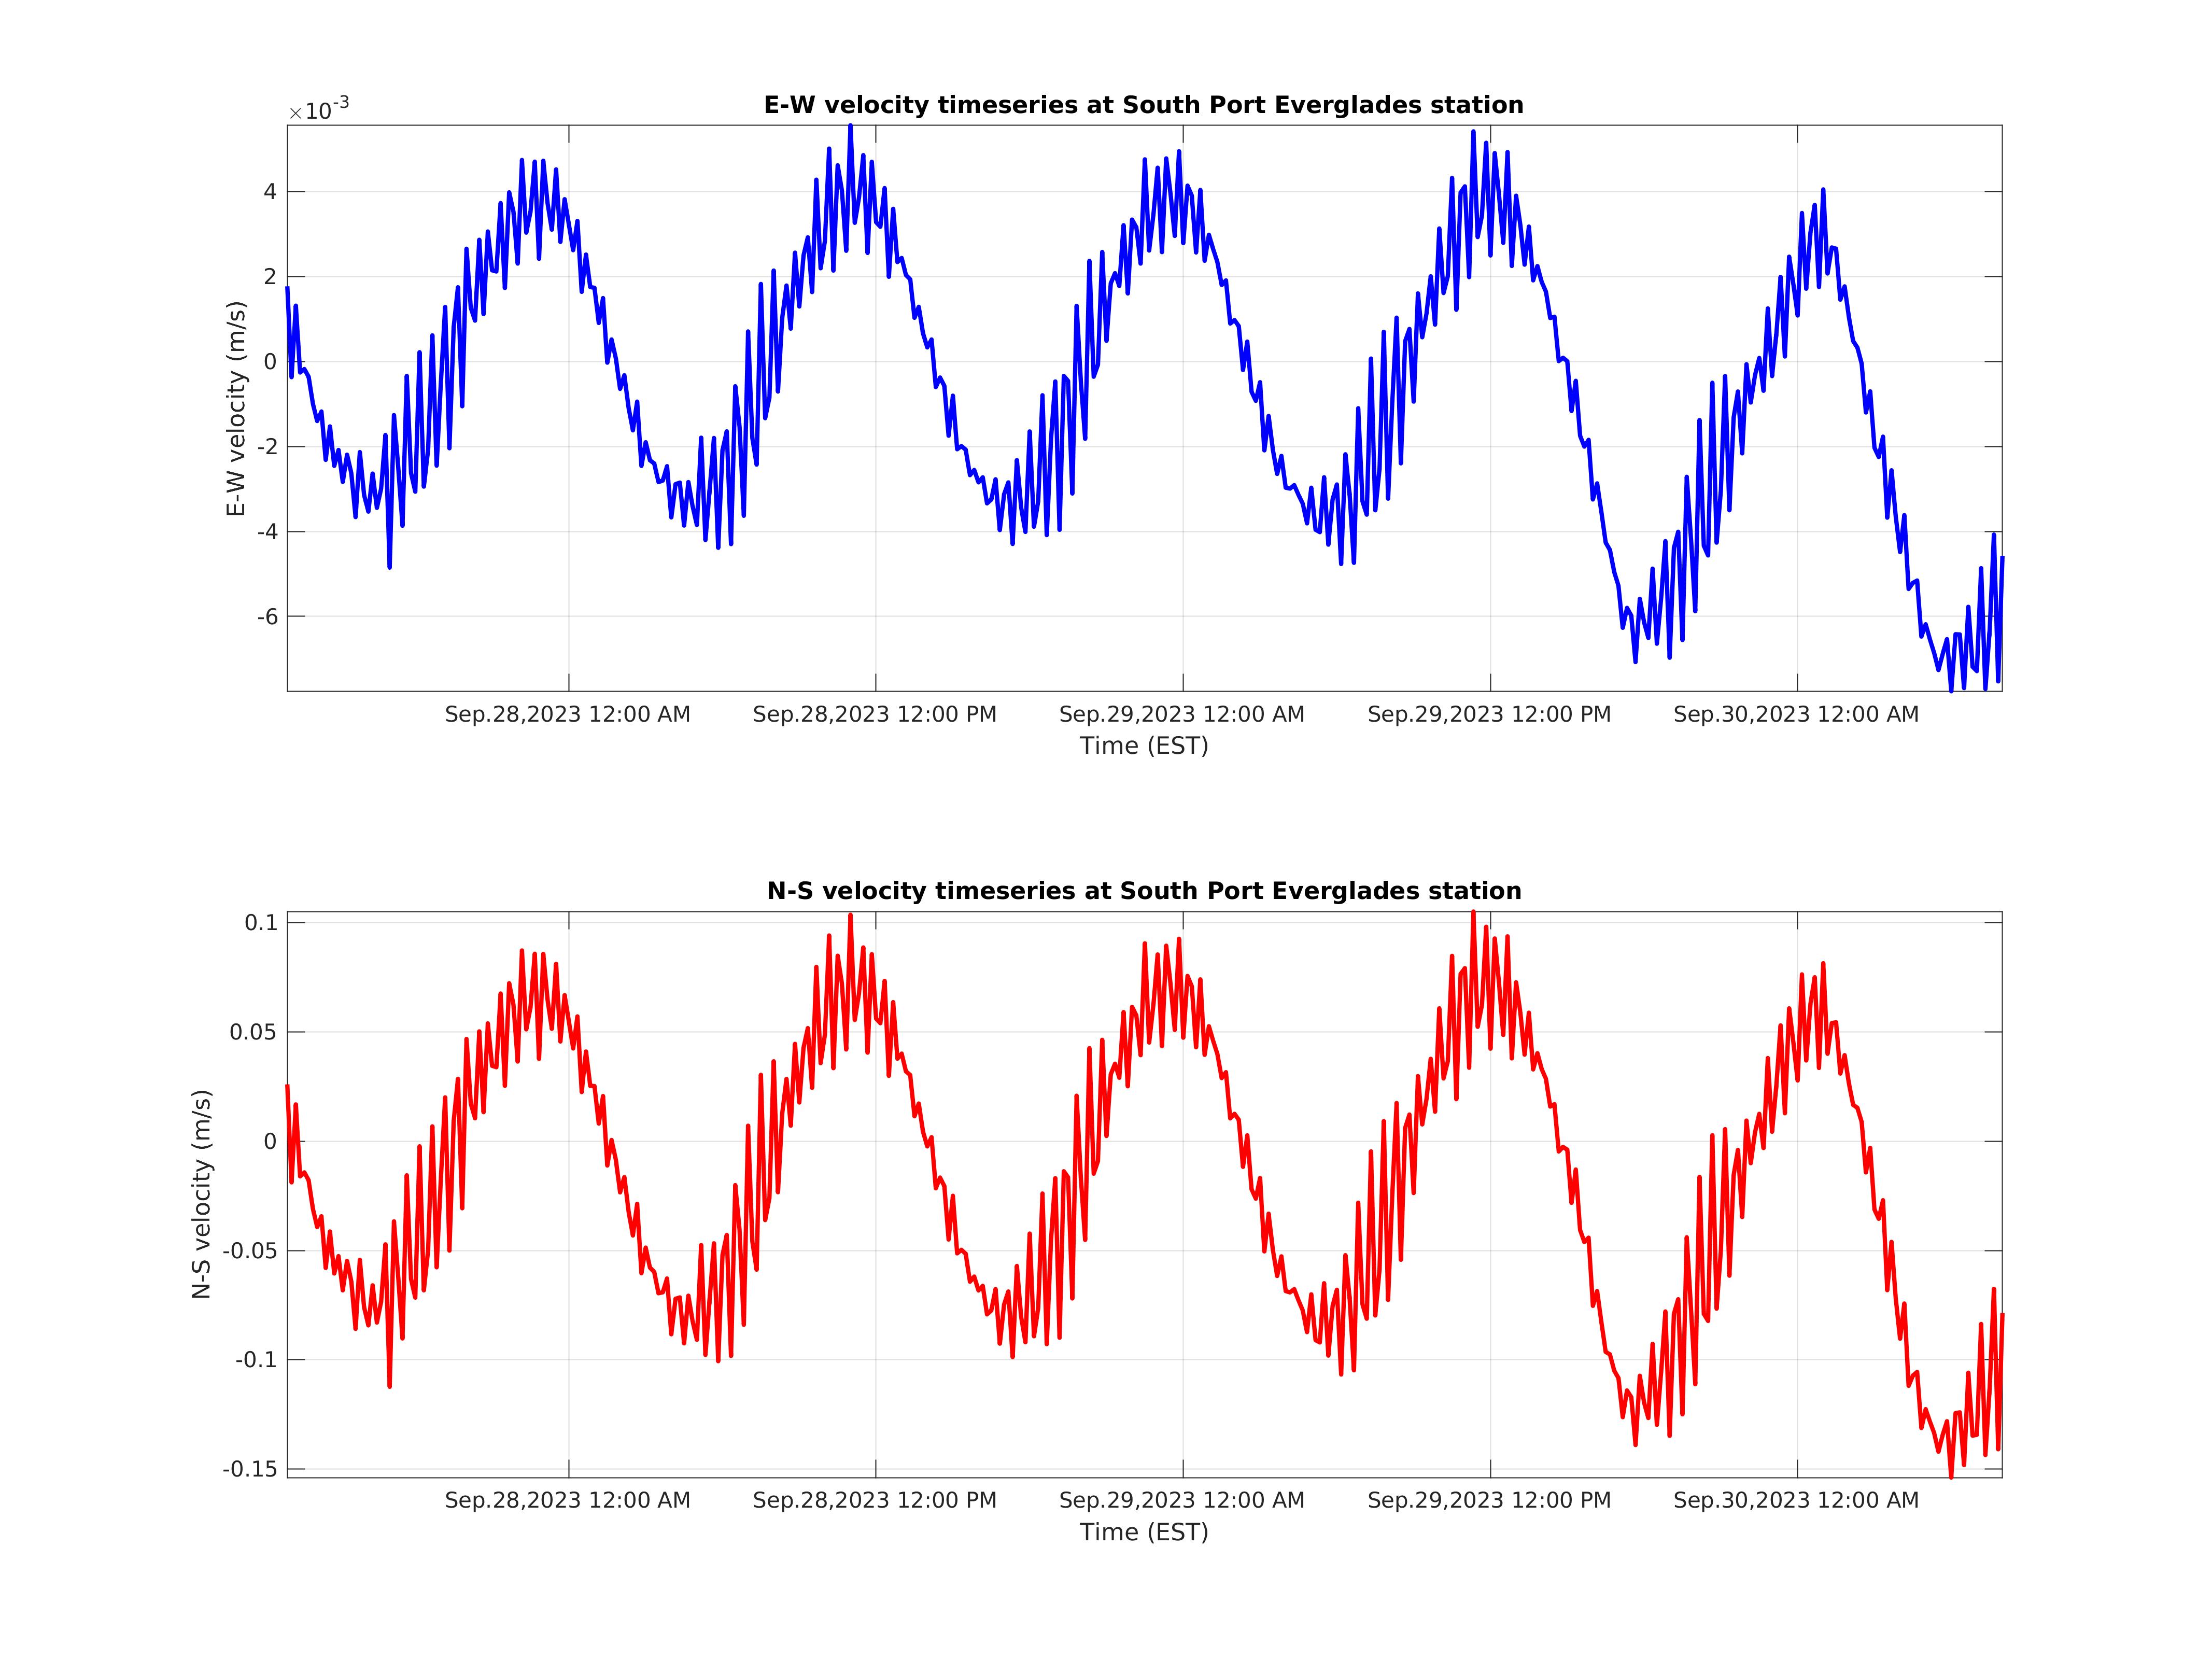 ×10-3
E-W velocity timeseries at South Port Everglades station
4
2
0
-2
-4
-6
E-W velocity (m/s)
Sep.28,2023 12:00 AM Sep.28,2023 12:00 PM Sep.29,2023 12:00 AM Sep.29,2023 12:00 PM Sep.30,2023 12:00 AM
Time (EST)
N-S velocity timeseries at South Port Everglades station
0.1
0.05
0
-0.05
-0.1
-0.15
N-S velocity (m/s)
Sep.28,2023 12:00 AM Sep.28,2023 12:00 PM Sep.29,2023 12:00 AM Sep.29,2023 12:00 PM Sep.30,2023 12:00 AM
Time (EST)